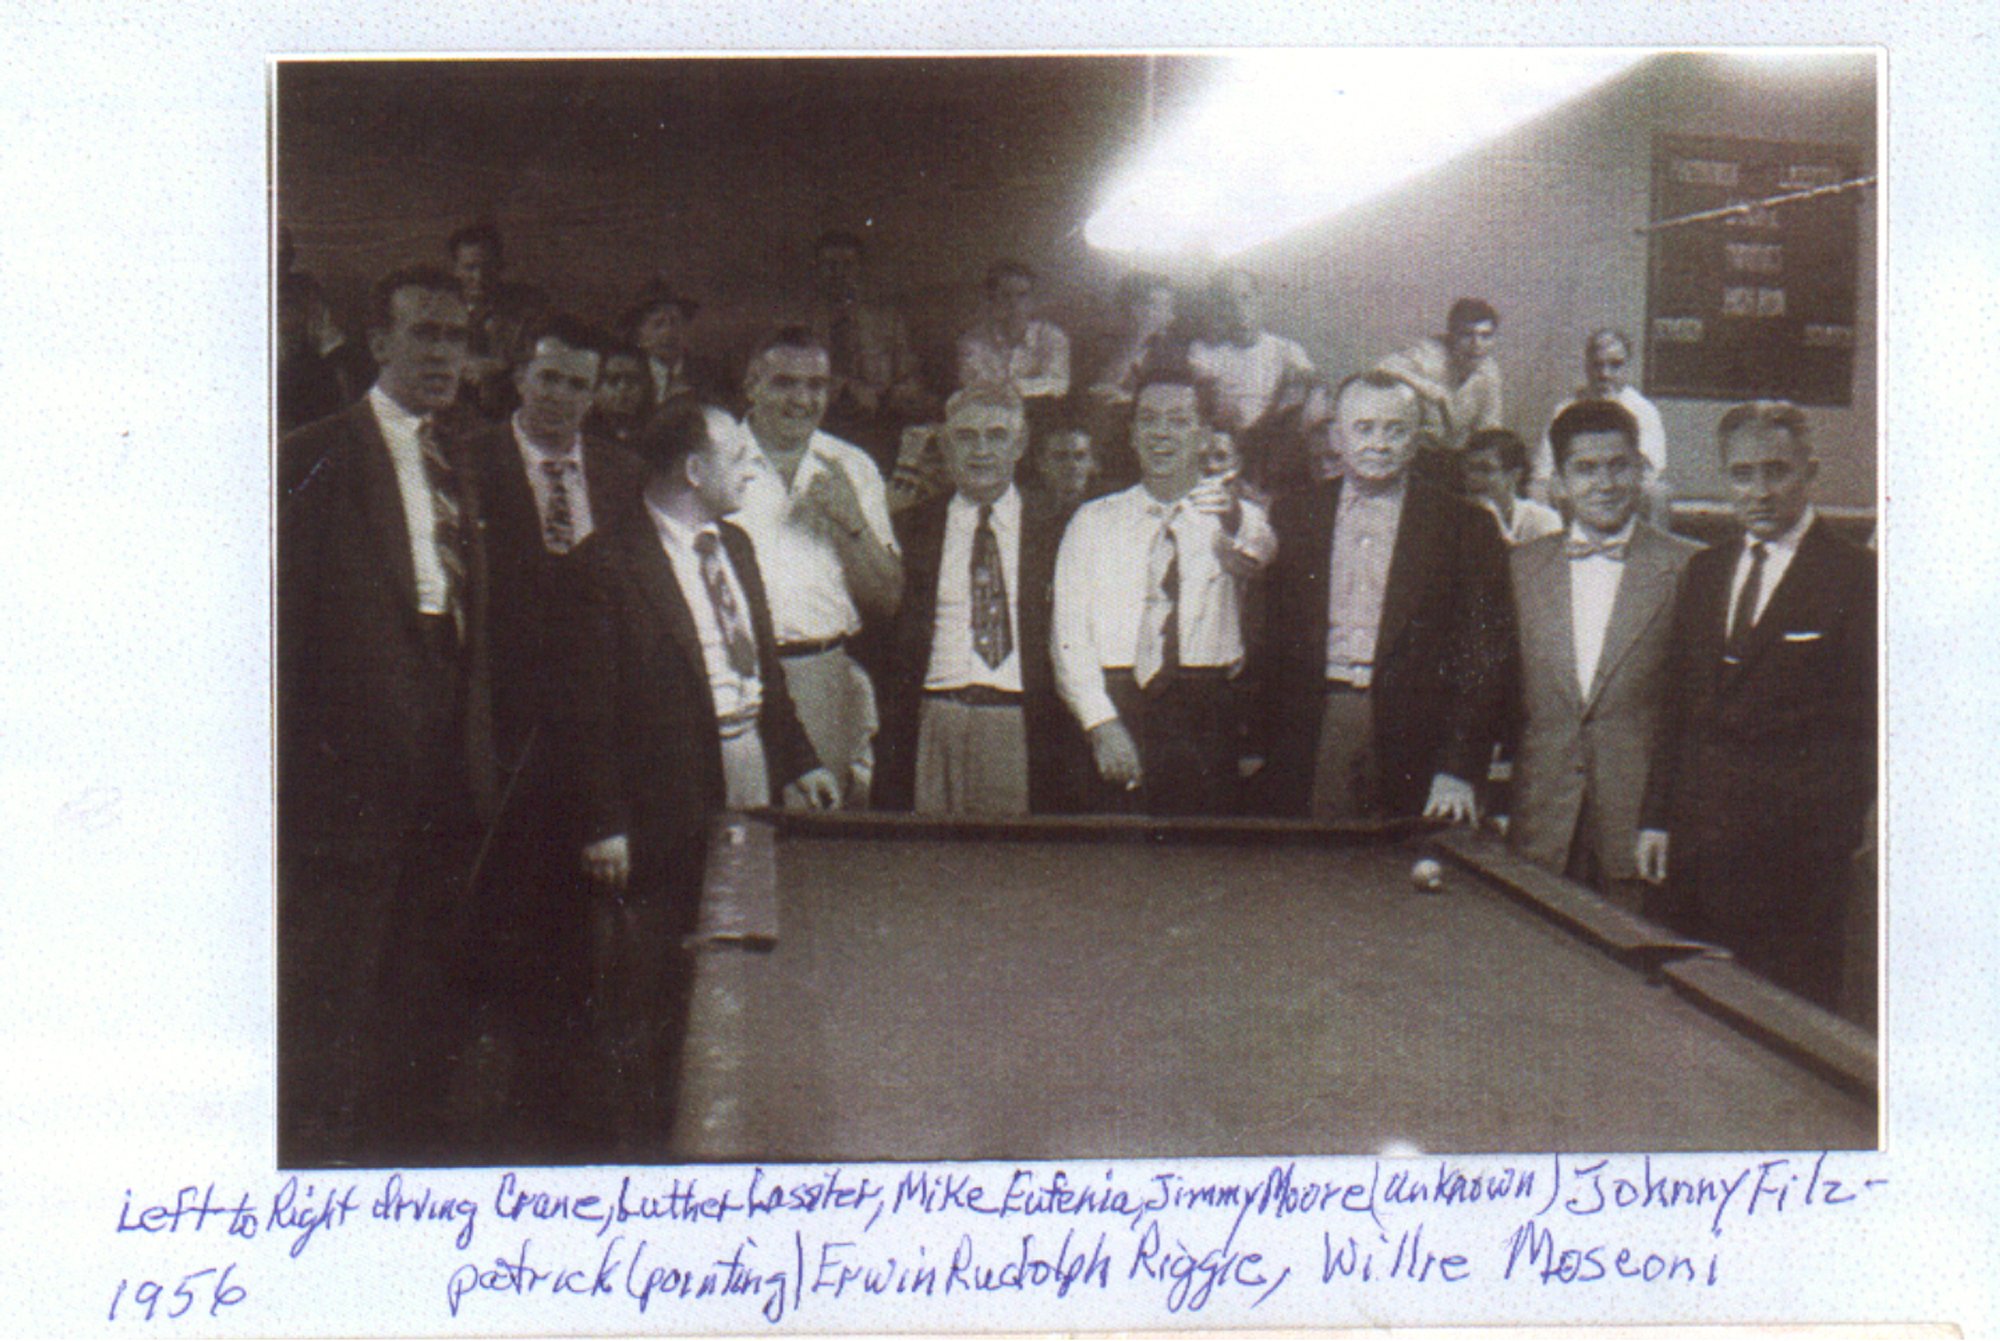 Left to Right Irving Crane, Luther Lassiter, Mike Eufenia, Jimmy Moore (unknown) Johnny Fitz-
patrick (pointing) Erwin Rudolph Riggie, Willie Mosconi
1956